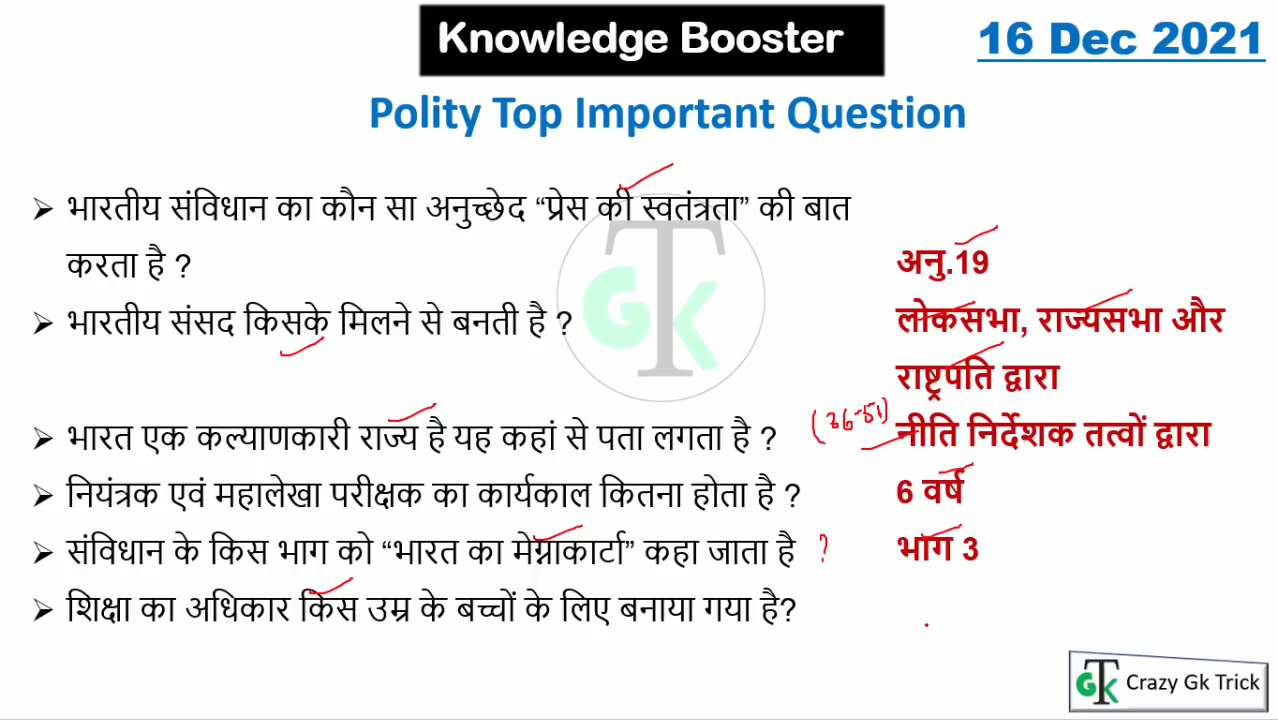 Knowledge Booster
16 Dec 2021
Polity Top Important Question
➢ भारतीय संविधान का कौन सा अनुच्छेद “प्रेस की स्वतंत्रता” की बात
करता है ?
अनु.19
➢ भारतीय संसद किसके मिलने से बनती है ?
लोकसभा, राज्यसभा और
राष्ट्रपति द्वारा
➢ भारत एक कल्याणकारी राज्य है यह कहां से पता लगता है ?
(36-51)
नीति निर्देशक तत्वों द्वारा
➢ नियंत्रक एवं महालेखा परीक्षक का कार्यकाल कितना होता है ?
6 वर्ष
➢ संविधान के किस भाग को “भारत का मेग्नाकार्टा” कहा जाता है ?
भाग 3
➢ शिक्षा का अधिकार किस उम्र के बच्चों के लिए बनाया गया है?
GTK
GTK Crazy Gk Trick